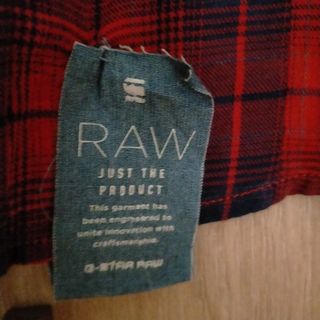 RAW
JUST THE
PRODUCT
This garment has
been engineered to
unite innovation with
craftsmanship.
G-STAR RAW